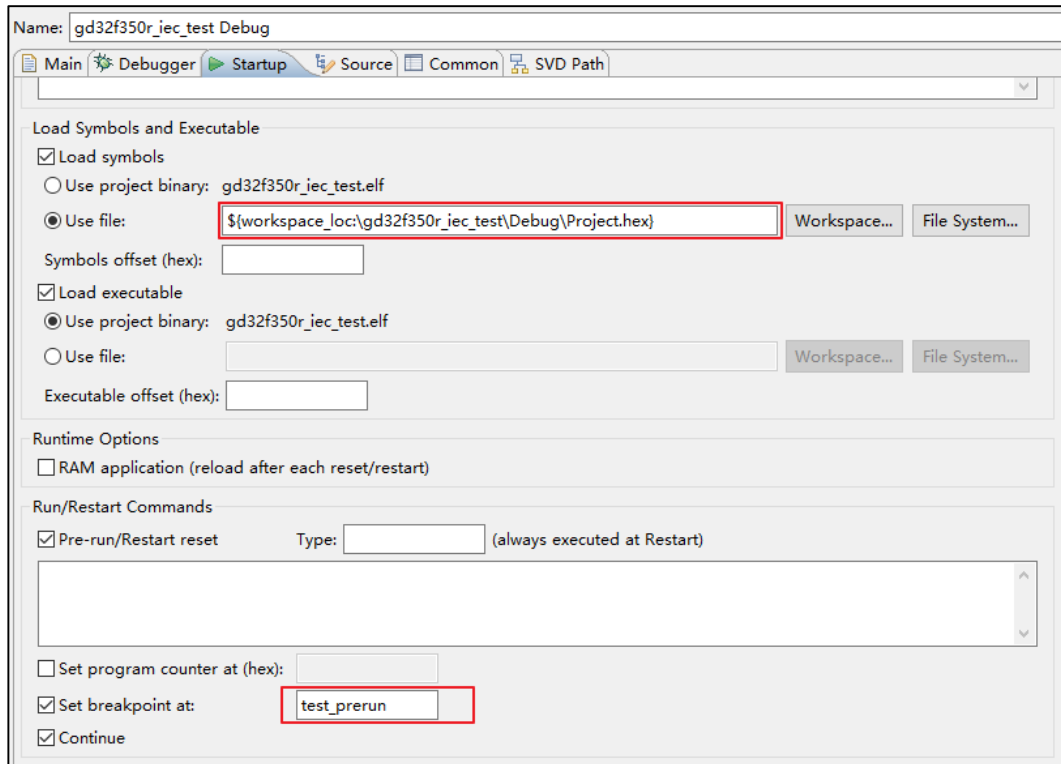 Name: gd32f350r_iec_test Debug
Main Debugger Startup Source Common SVD Path
Load Symbols and Executable
Load symbols
Use project binary: gd32f350r_iec_test.elf
Use file: ${workspace_loc:\gd32f350r_iec_test\Debug\Project.hex} Workspace... File System...
Symbols offset (hex):
Load executable
Use project binary: gd32f350r_iec_test.elf
Use file: Workspace... File System...
Executable offset (hex):
Runtime Options
RAM application (reload after each reset/restart)
Run/Restart Commands
Pre-run/Restart reset Type: (always executed at Restart)
Set program counter at (hex):
Set breakpoint at: test_prerun
Continue